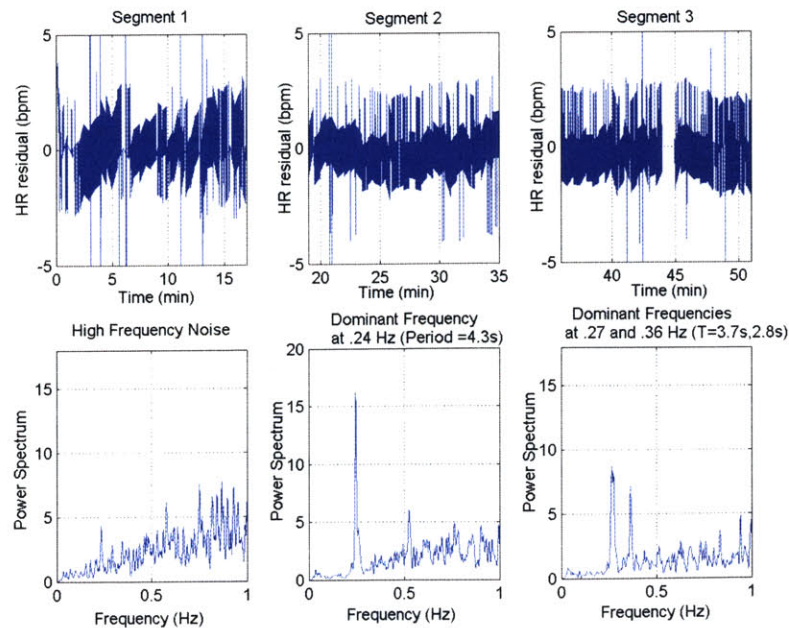 Segment 1
Segment 2
Segment 3
HR residual (bpm)
5
0
-5
0
5
10
15
Time (min)
HR residual (bpm)
5
0
-5
20
25
30
35
Time (min)
HR residual (bpm)
5
0
-5
40
45
50
Time (min)
High Frequency Noise
Dominant Frequency
at .24 Hz (Period =4.3s)
Dominant Frequencies
at .27 and .36 Hz (T=3.7s,2.8s)
Power Spectrum
15
10
5
0
0
0.5
1
Frequency (Hz)
Power Spectrum
20
15
10
5
0
0
0.5
1
Frequency (Hz)
Power Spectrum
15
10
5
0
0
0.5
1
Frequency (Hz)